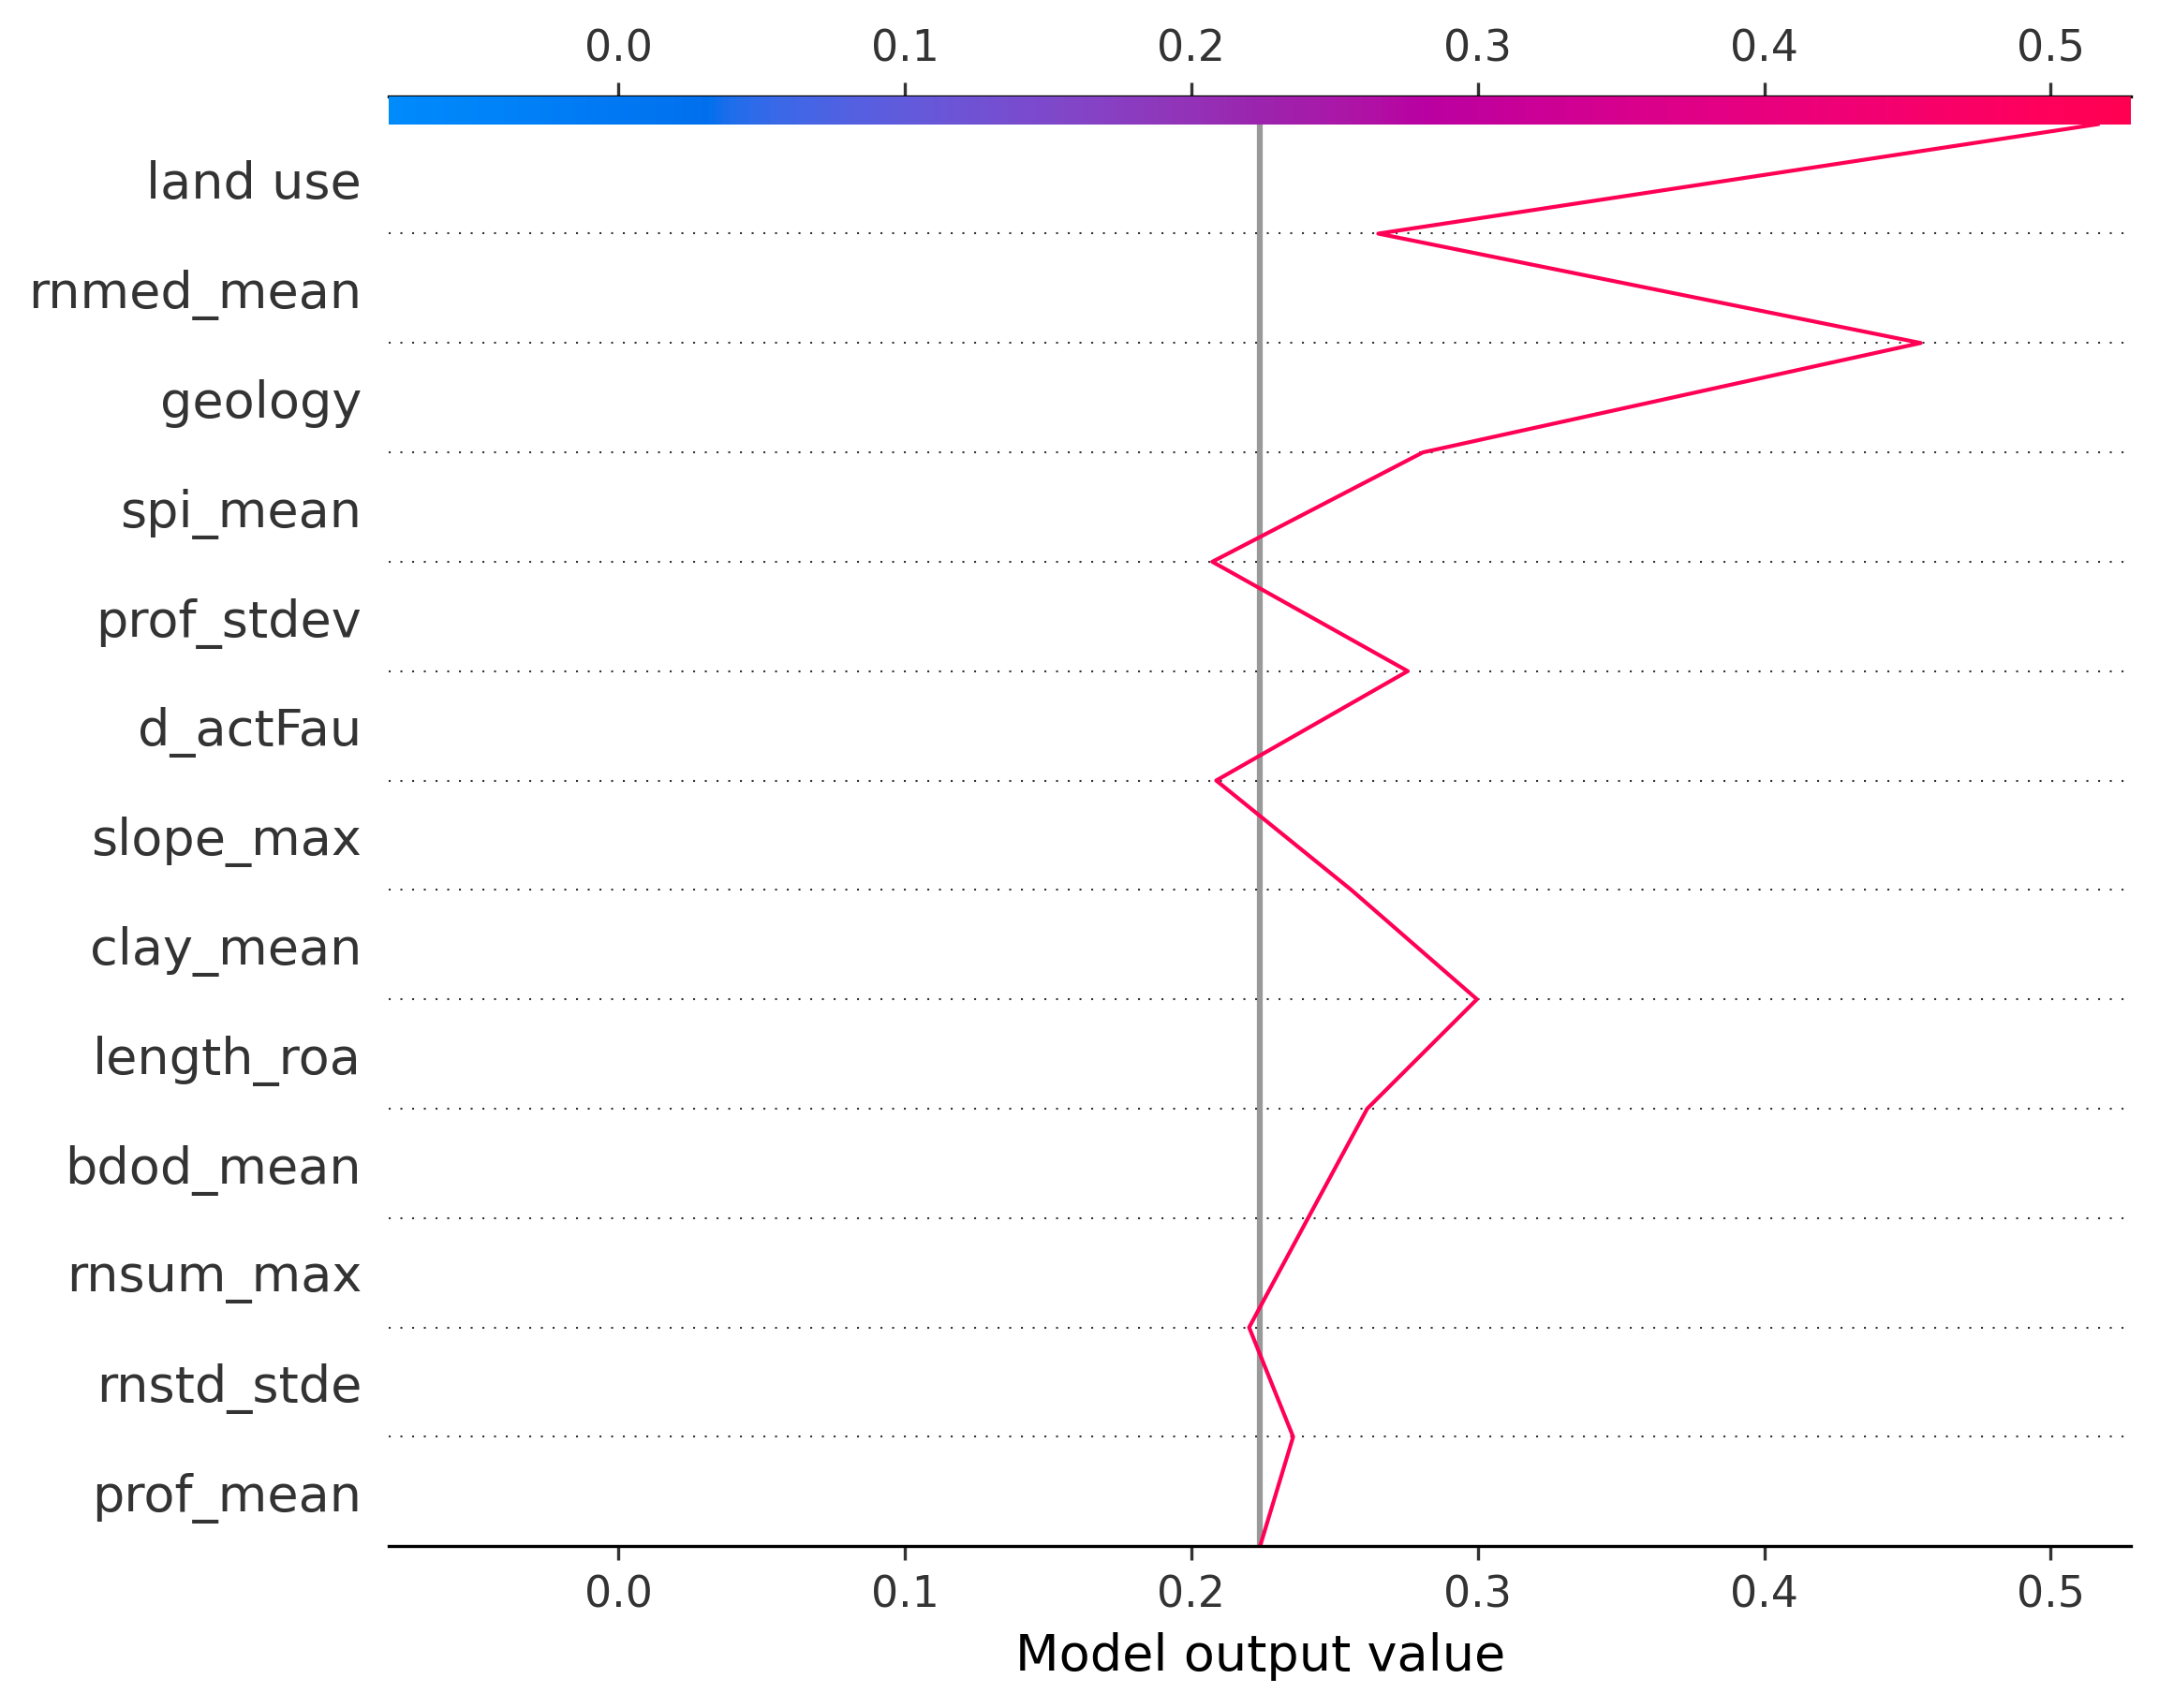 0.0 0.1 0.2 0.3 0.4 0.5
land use
rnmed_mean
geology
spi_mean
prof_stdev
d_actFau
slope_max
clay_mean
length_roa
bdod_mean
rnsum_max
rnstd_stde
prof_mean
0.0 0.1 0.2 0.3 0.4 0.5
Model output value